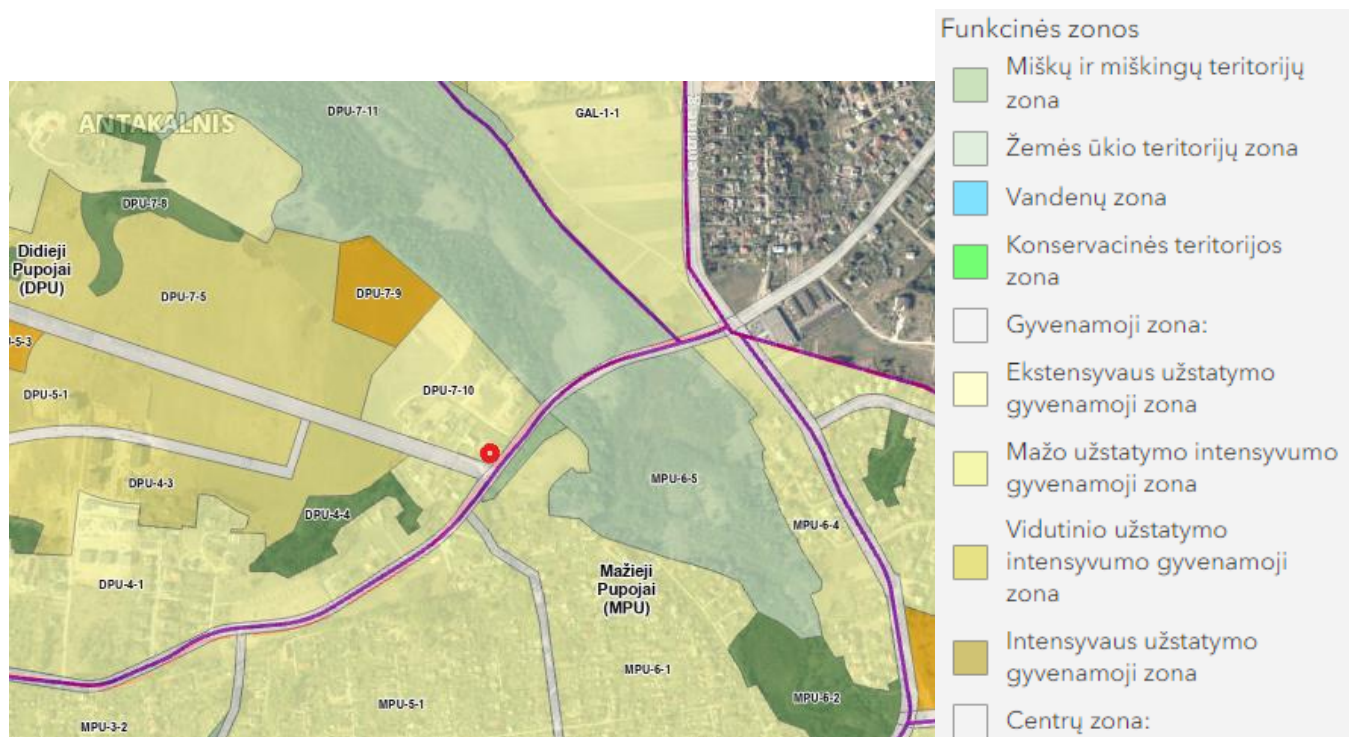 ANTAKALNIS
DPU-7-11
GAL-1-1
DPU-7-8
Didieji
Pupojai
(DPU)
DPU-7-5
DPU-7-9
-5-3
DPU-5-1
DPU-7-10
DPU-4-3
MPU-6-5
DPU-4-4
MPU-6-4
DPU-4-1
Mažieji
Pupojai
(MPU)
MPU-6-1
MPU-5-1
MPU-6-2
MPU-3-2
Funkcinės zonos
Miškų ir miškingų teritorijų
zona
Žemės ūkio teritorijų zona
Vandenų zona
Konservacinės teritorijos
zona
Gyvenamoji zona:
Ekstensyvaus užstatymo
gyvenamoji zona
Mažo užstatymo intensyvumo
gyvenamoji zona
Vidutinio užstatymo
intensyvumo gyvenamoji
zona
Intensyvaus užstatymo
gyvenamoji zona
Centrų zona: